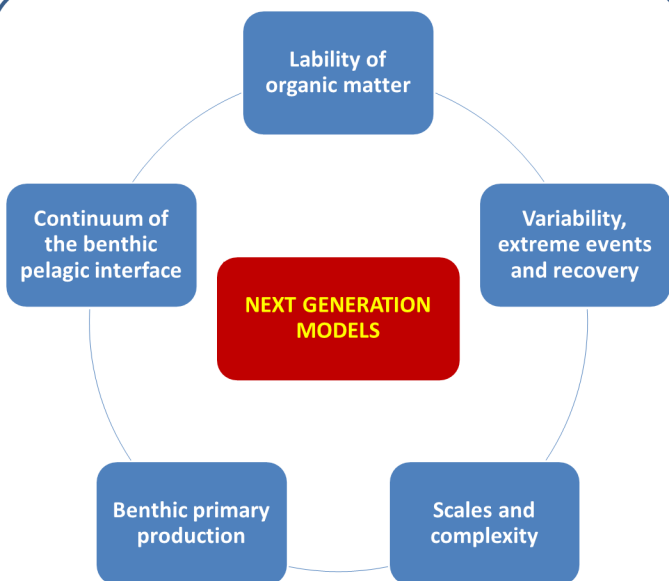 Lability of
organic matter
Variability,
extreme events
and recovery
Scales and
complexity
Benthic primary
production
Continuum of
the benthic
pelagic interface
NEXT GENERATION
MODELS